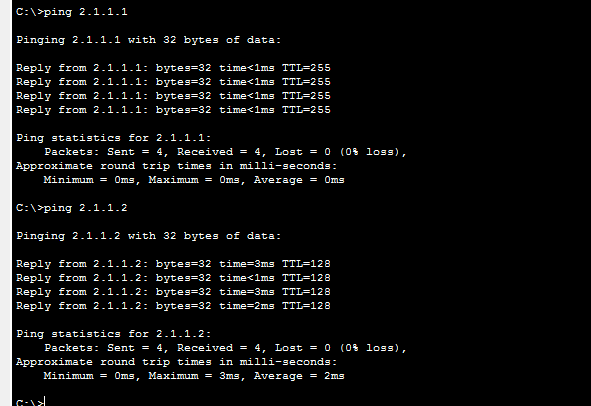 C:\>ping 2.1.1.1
Pinging 2.1.1.1 with 32 bytes of data:
Reply from 2.1.1.1: bytes=32 time<1ms TTL=255
Reply from 2.1.1.1: bytes=32 time<1ms TTL=255
Reply from 2.1.1.1: bytes=32 time<1ms TTL=255
Reply from 2.1.1.1: bytes=32 time<1ms TTL=255
Ping statistics for 2.1.1.1:
    Packets: Sent = 4, Received = 4, Lost = 0 (0% loss),
Approximate round trip times in milli-seconds:
    Minimum = 0ms, Maximum = 0ms, Average = 0ms
C:\>ping 2.1.1.2
Pinging 2.1.1.2 with 32 bytes of data:
Reply from 2.1.1.2: bytes=32 time=3ms TTL=128
Reply from 2.1.1.2: bytes=32 time<1ms TTL=128
Reply from 2.1.1.2: bytes=32 time=3ms TTL=128
Reply from 2.1.1.2: bytes=32 time=2ms TTL=128
Ping statistics for 2.1.1.2:
    Packets: Sent = 4, Received = 4, Lost = 0 (0% loss),
Approximate round trip times in milli-seconds:
    Minimum = 0ms, Maximum = 3ms, Average = 2ms
C:\>